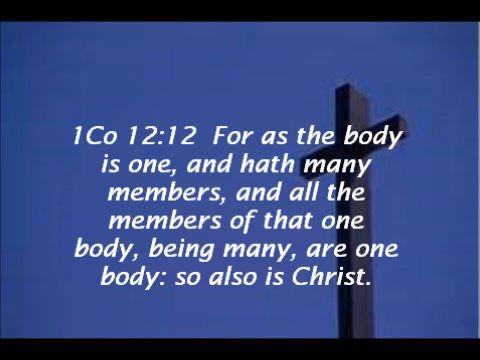 1Co 12:12  For as the body
is one, and hath many
members, and all the
members of that one
body, being many, are one
body: so also is Christ.